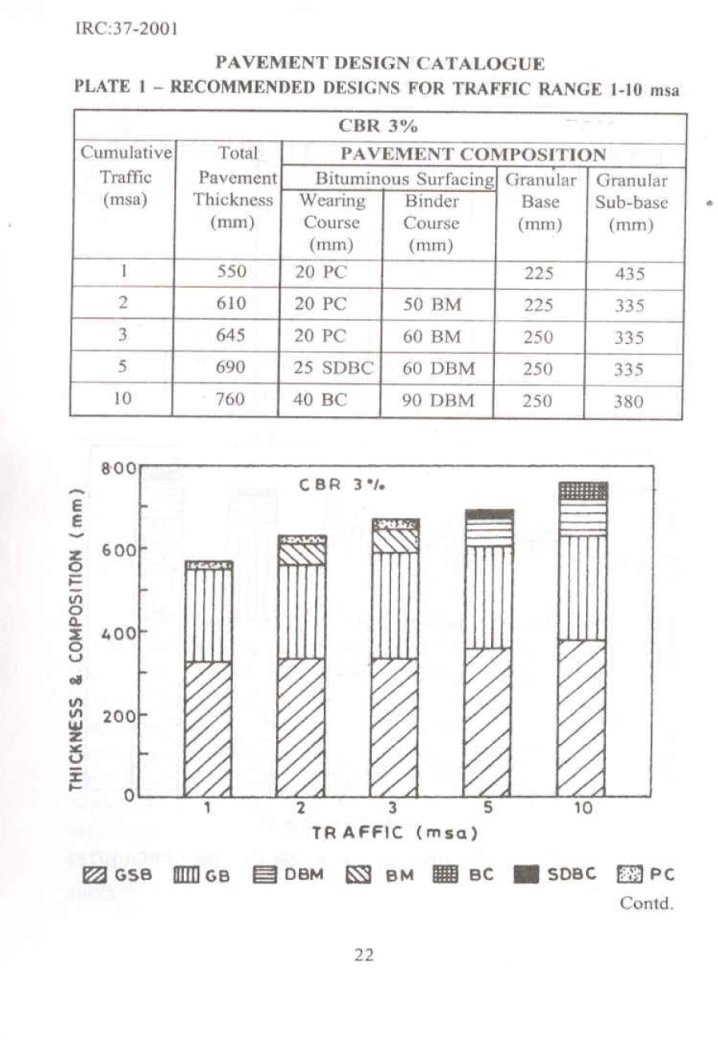 IRC:37-2001
PAVEMENT DESIGN CATALOGUE
PLATE 1 – RECOMMENDED DESIGNS FOR TRAFFIC RANGE 1-10 msa
CBR 3%
Cumulative Traffic (msa) Total Pavement Thickness (mm) PAVEMENT COMPOSITION
Bituminous Surfacing Granular Base (mm) Granular Sub-base (mm)
Wearing Course (mm) Binder Course (mm)
1 550 20 PC 225 435
2 610 20 PC 50 BM 225 335
3 645 20 PC 60 BM 250 335
5 690 25 SDBC 60 DBM 250 335
10 760 40 BC 90 DBM 250 380
CBR 3%
THICKNESS & COMPOSITION (mm)
800
600
400
200
0
1 2 3 5 10
TRAFFIC (msa)
GSB GB DBM BM BC SDBC PC
Contd.
22